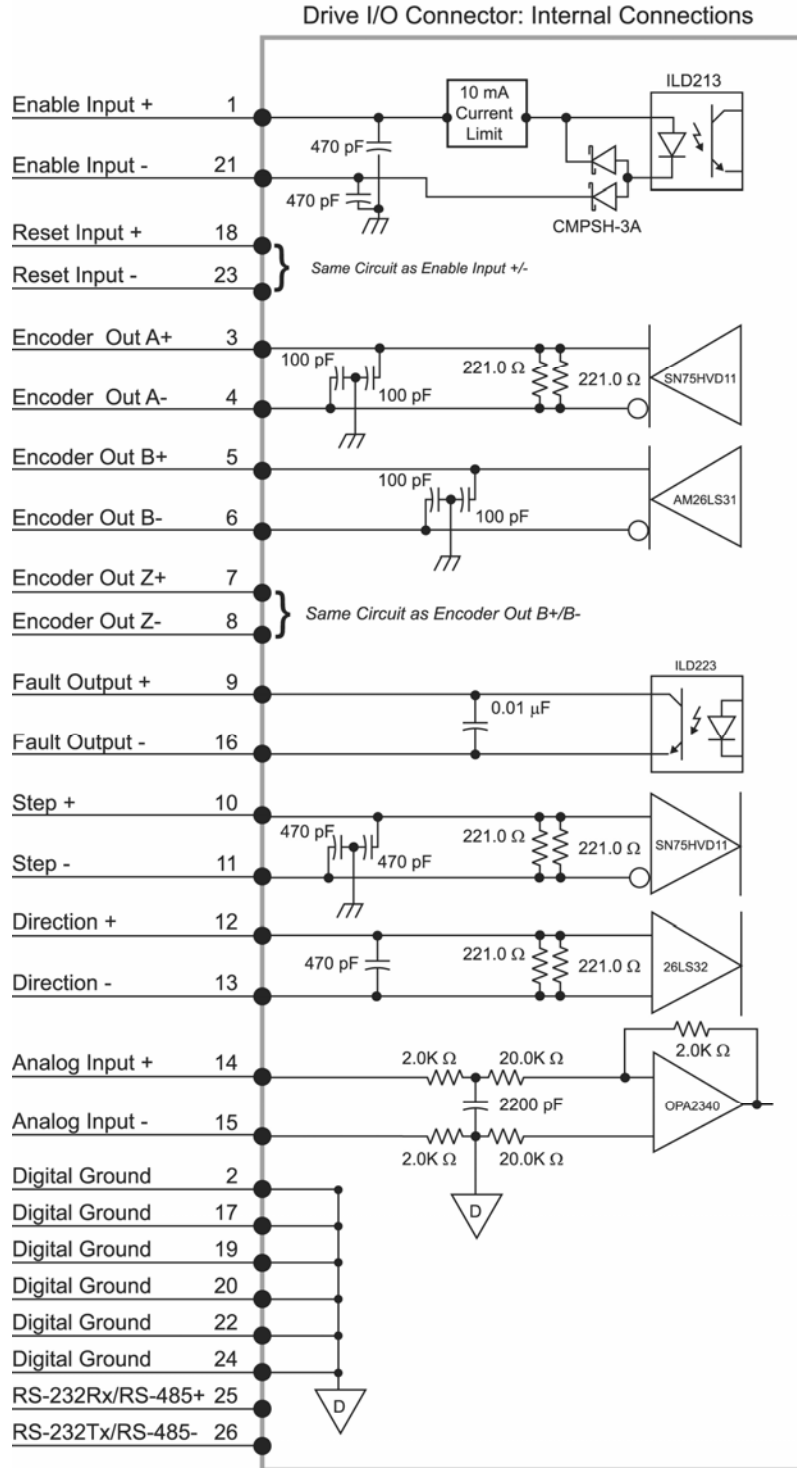 Drive I/O Connector: Internal Connections
ILD213
10 mA
Current
Limit
Enable Input + 1
470 pF
Enable Input - 21
470 pF
CMPSH-3A
Reset Input + 18
Same Circuit as Enable Input +/-
Reset Input - 23
Encoder Out A+ 3
100 pF
221.0 Ω
221.0 Ω
SN75HVD11
100 pF
Encoder Out A- 4
Encoder Out B+ 5
100 pF
AM26LS31
100 pF
Encoder Out B- 6
Encoder Out Z+ 7
Same Circuit as Encoder Out B+/B-
Encoder Out Z- 8
ILD223
Fault Output + 9
0.01 µF
Fault Output - 16
Step + 10
470 pF
221.0 Ω
221.0 Ω
SN75HVD11
470 pF
Step - 11
Direction + 12
470 pF
221.0 Ω
221.0 Ω
26LS32
Direction - 13
2.0K Ω
Analog Input + 14
2.0K Ω
20.0K Ω
2200 pF
OPA2340
Analog Input - 15
2.0K Ω
20.0K Ω
Digital Ground 2
D
Digital Ground 17
Digital Ground 19
Digital Ground 20
Digital Ground 22
Digital Ground 24
RS-232Rx/RS-485+ 25
D
RS-232Tx/RS-485- 26